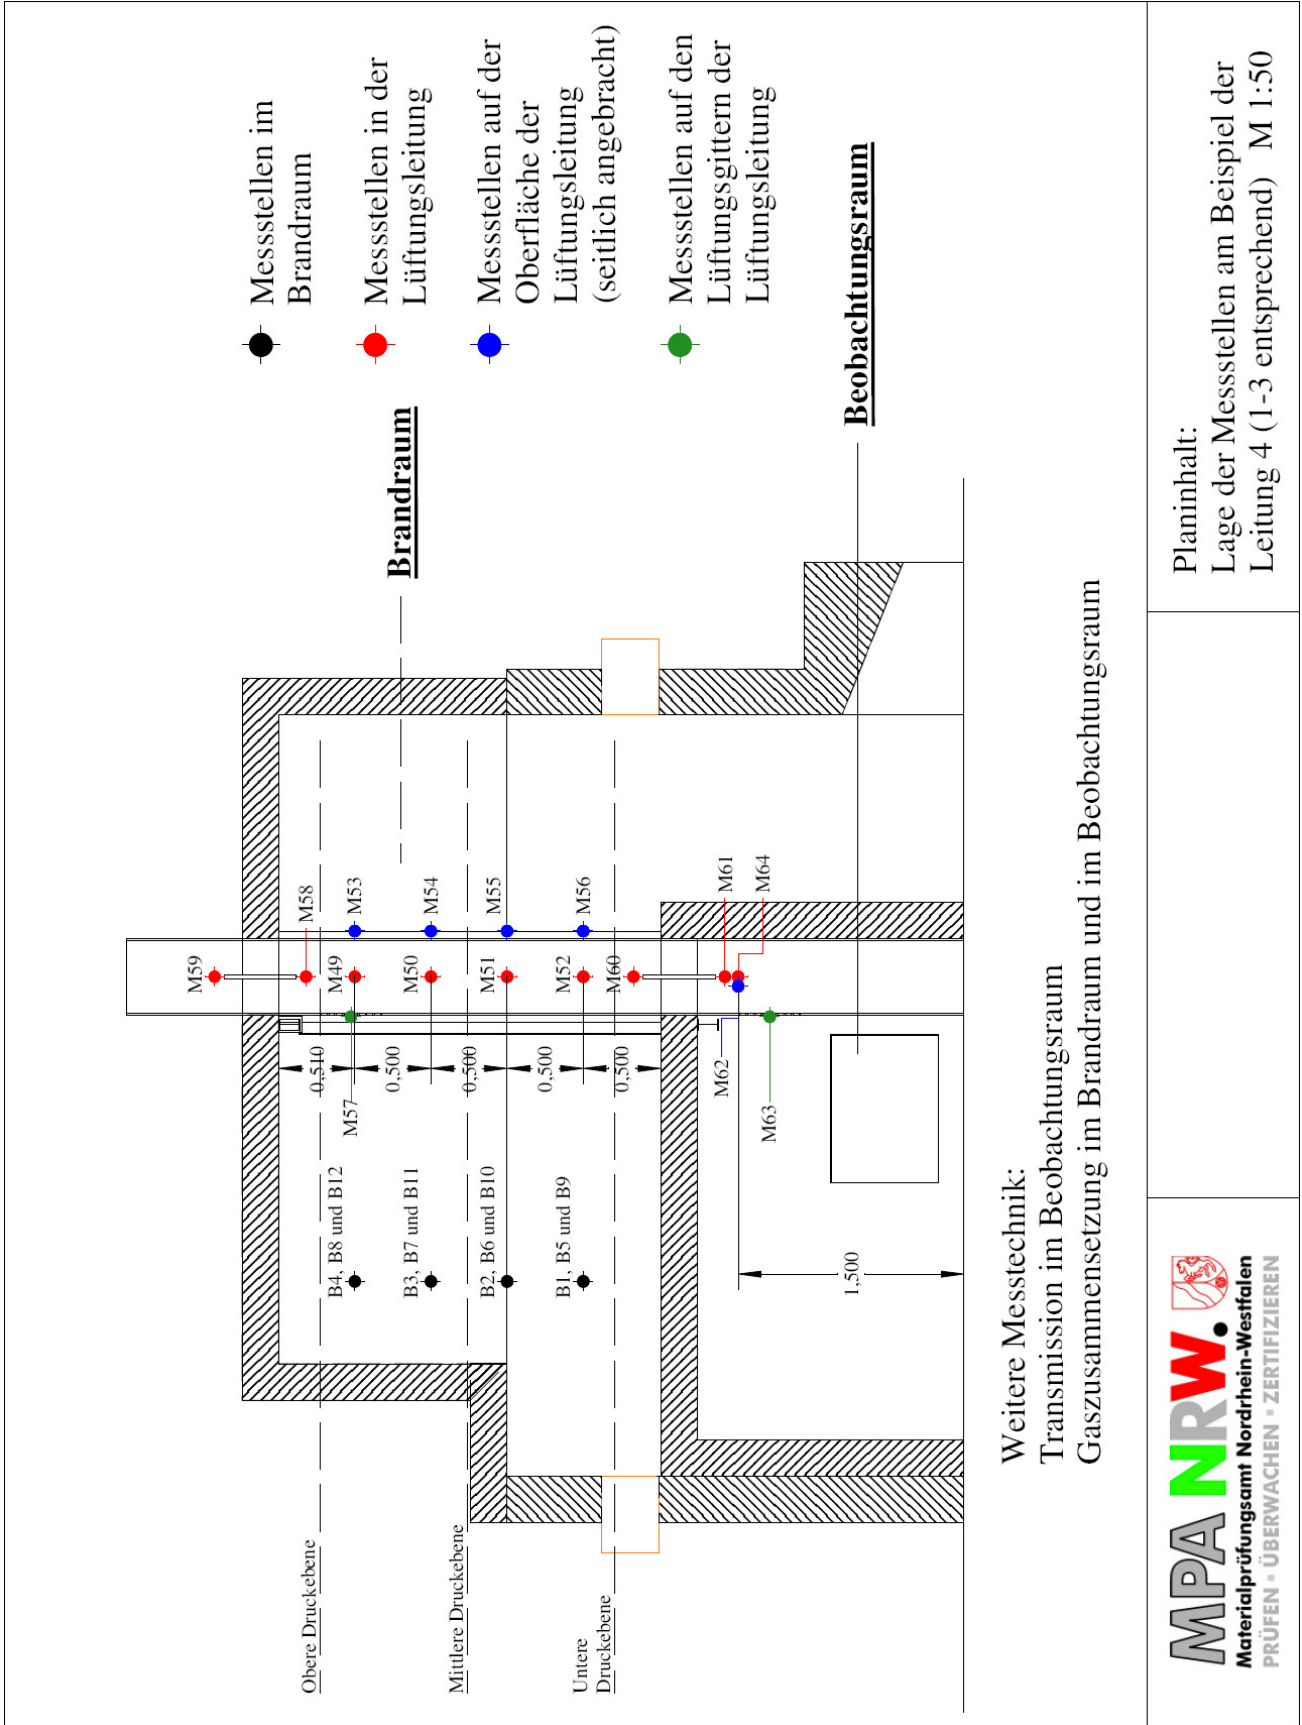 Messstellen im
Brandraum
Messstellen in der
Lüftungsleitung
Messstellen auf der
Oberfläche der
Lüftungsleitung
(seitlich angebracht)
Messstellen auf den
Lüftungsgittern der
Lüftungsleitung
Brandraum
Beobachtungsraum
Obere Druckebene
Mittlere Druckebene
Untere
Druckebene
B4, B8 und B12
B3, B7 und B11
B2, B6 und B10
B1, B5 und B9
0,510
0,500
0,500
0,500
0,500
M57
M59
M58
M49
M53
M50
M54
M51
M55
M52
M56
M60
M61
M64
M62
M63
1,500
Weitere Messtechnik:
Transmission im Beobachtungsraum
Gaszusammensetzung im Brandraum und im Beobachtungsraum
MPA NRW.
Materialprüfungsamt Nordrhein-Westfalen
PRÜFEN ▪ ÜBERWACHEN ▪ ZERTIFIZIEREN
Planinhalt:
Lage der Messstellen am Beispiel der
Leitung 4 (1-3 entsprechend) M 1:50